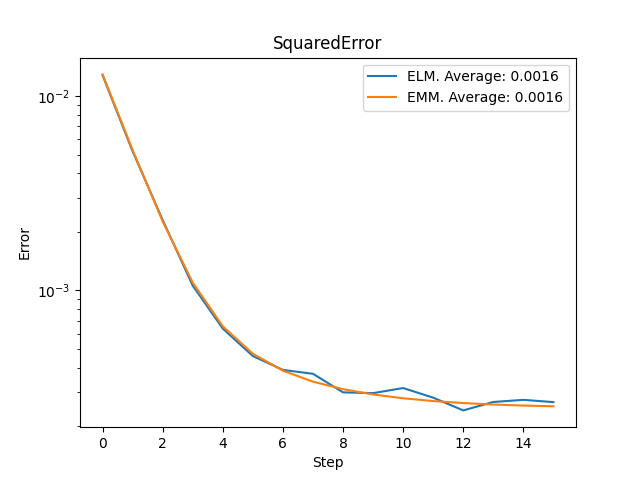 SquaredError
ELM. Average: 0.0016
EMM. Average: 0.0016
10⁻²
10⁻³
Error
0 2 4 6 8 10 12 14
Step